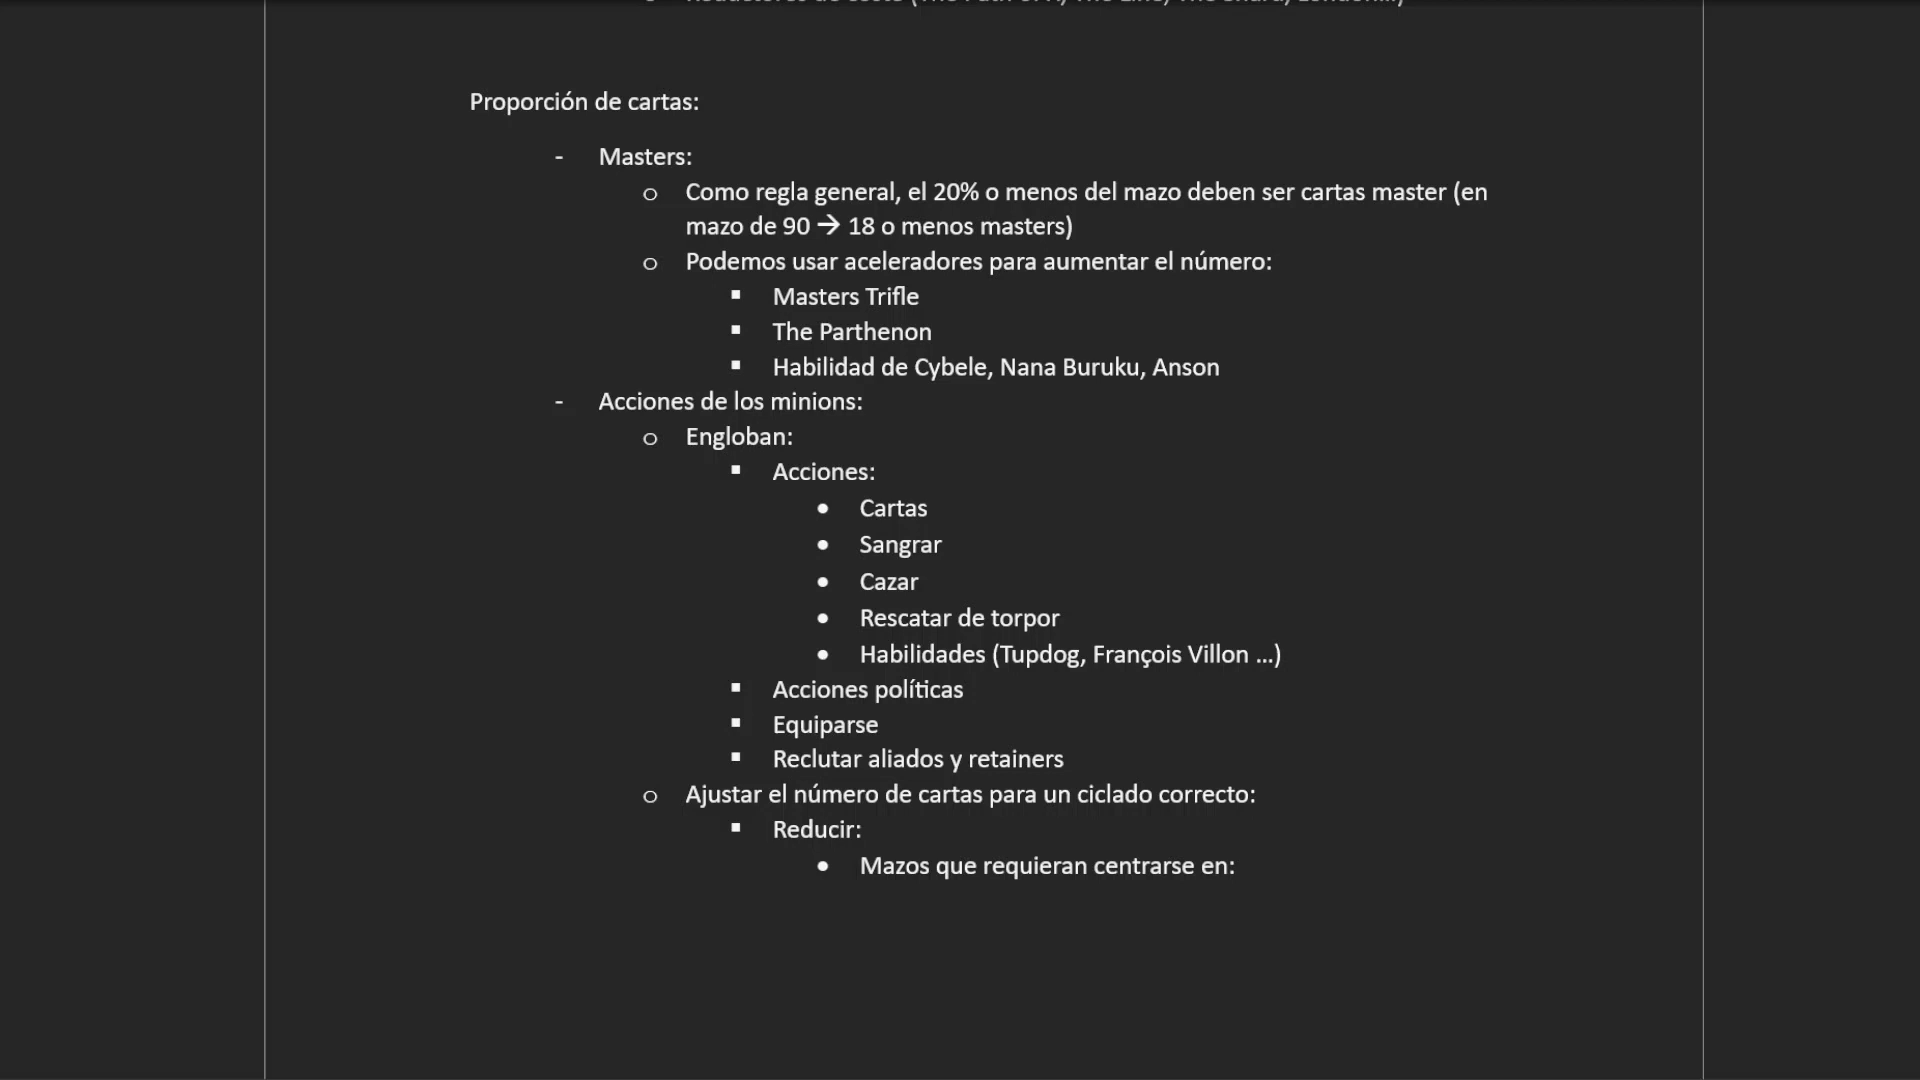 Proporción de cartas:
- Masters:
o Como regla general, el 20% o menos del mazo deben ser cartas master (en
mazo de 90 → 18 o menos masters)
o Podemos usar aceleradores para aumentar el número:
▪ Masters Trifle
▪ The Parthenon
▪ Habilidad de Cybele, Nana Buruku, Anson
- Acciones de los minions:
o Engloban:
▪ Acciones:
• Cartas
• Sangrar
• Cazar
• Rescatar de torpor
• Habilidades (Tupdog, François Villon ...)
▪ Acciones políticas
▪ Equiparse
▪ Reclutar aliados y retainers
o Ajustar el número de cartas para un ciclado correcto:
▪ Reducir:
• Mazos que requieran centrarse en: